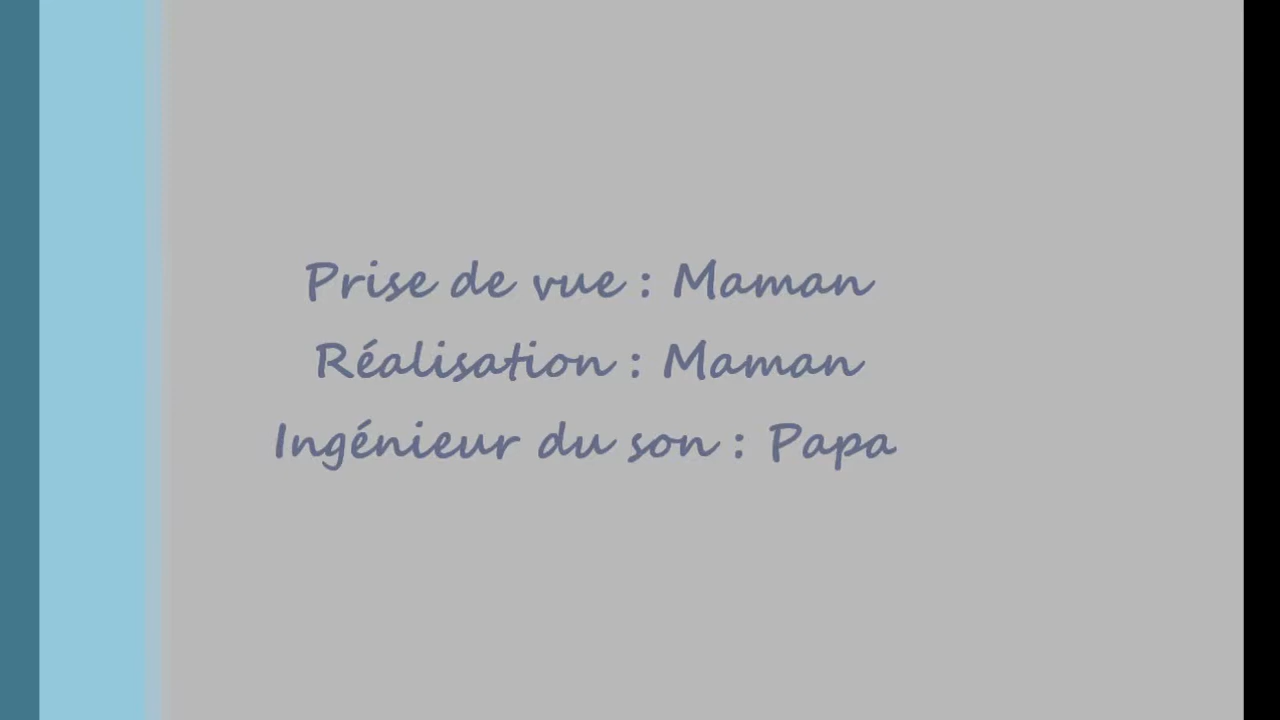 Prise de vue : Maman
Réalisation : Maman
Ingénieur du son : Papa